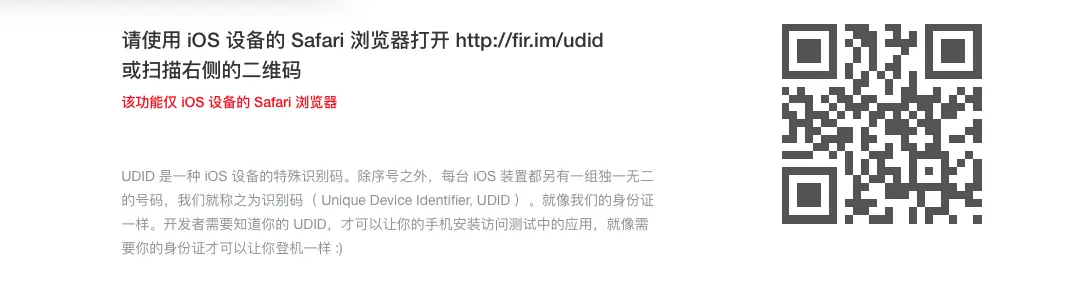 请使用 iOS 设备的 Safari 浏览器打开 http://fir.im/udid
或扫描右侧的二维码
该功能仅 iOS 设备的 Safari 浏览器
UDID 是一种 iOS 设备的特殊识别码。除序号之外，每台 iOS 装置都另有一组独一无二
的号码，我们就称之为识别码（ Unique Device Identifier, UDID ）。就像我们的身份证
一样。开发者需要知道你的 UDID，才可以让你的手机安装访问测试中的应用，就像需
要你的身份证才可以让你登机一样 :)